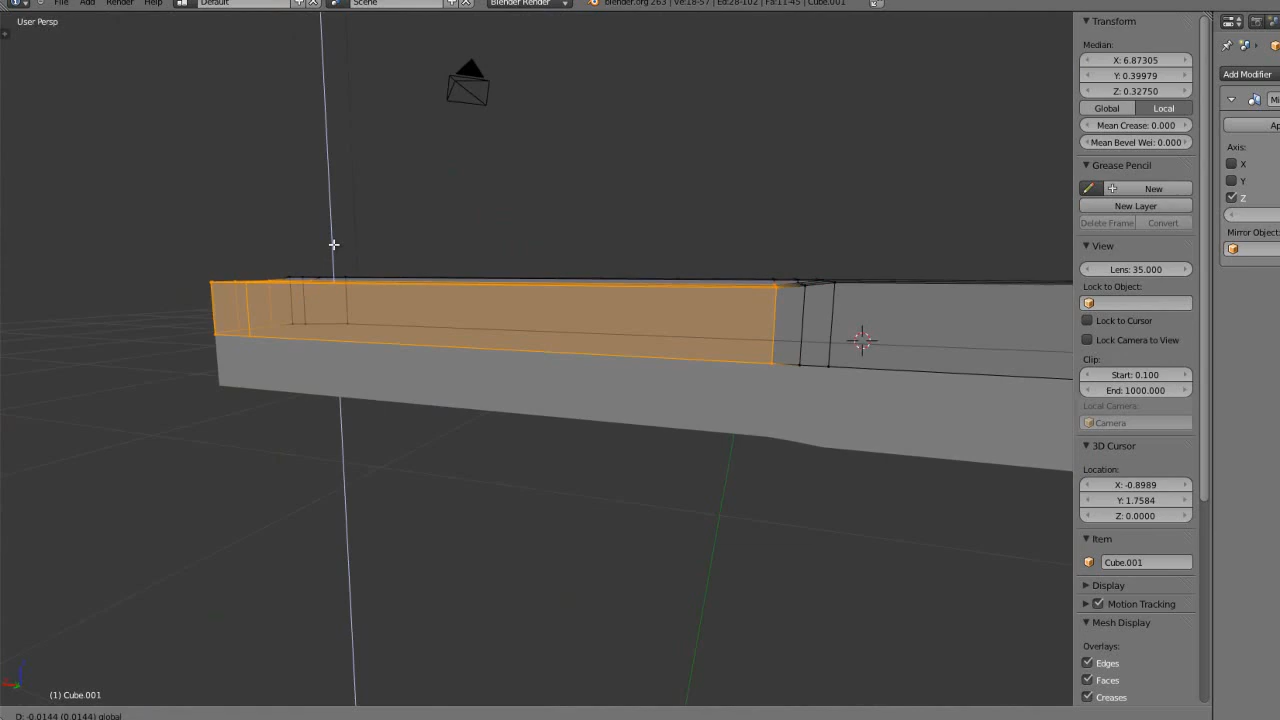 File Add Render Help Default Scene Blender Render blender.org 263 | Ve:18-57 | Ed:28-102 | Fa:11-45 | Cube.001
User Persp
Transform
Median:
X: 6.87305
Y: 0.39979
Z: 0.32750
Global Local
Mean Crease: 0.000
Mean Bevel Wei: 0.000
Grease Pencil
New
New Layer
Delete Frame Convert
View
Lens: 35.000
Lock to Object:
Lock to Cursor
Lock Camera to View
Clip:
Start: 0.100
End: 1000.000
Local Camera:
Camera
3D Cursor
Location:
X: -0.8989
Y: 1.7584
Z: 0.0000
Item
Cube.001
Display
Motion Tracking
Mesh Display
Overlays:
Edges
Faces
Creases
Add Modifier
Mi
Ap
Axis:
X
Y
Z
Mirror Object:
(1) Cube.001
D: -0.0144 (0.0144) global